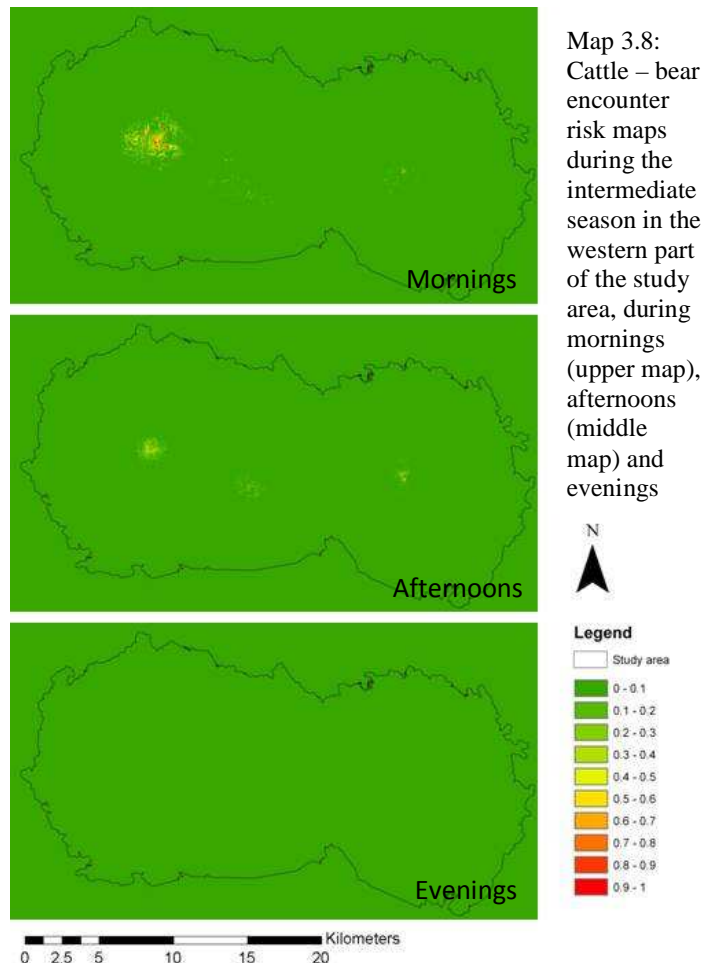 Map 3.8:
Cattle – bear
encounter
risk maps
during the
intermediate
season in the
western part
of the study
area, during
mornings
(upper map),
afternoons
(middle
map) and
evenings
Mornings
Afternoons
Evenings
N
Legend
Study area
0 - 0.1
0.1 - 0.2
0.2 - 0.3
0.3 - 0.4
0.4 - 0.5
0.5 - 0.6
0.6 - 0.7
0.7 - 0.8
0.8 - 0.9
0.9 - 1
Kilometers
0 2.5 5 10 15 20